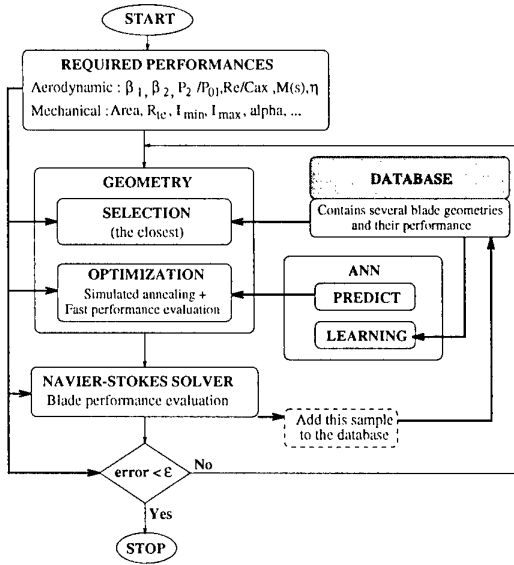 START
REQUIRED PERFORMANCES
Aerodynamic : β1, β2, P2 /P01,Re/Cax ,M(s),η
Mechanical :Area, Rte, Imin, Imax, alpha, ...
GEOMETRY
SELECTION
(the closest)
OPTIMIZATION
Simulated annealing +
Fast performance evaluation
DATABASE
Contains several blade geometries
and their performance
ANN
PREDICT
LEARNING
NAVIER-STOKES SOLVER
Blade performance evaluation
Add this sample
to the database
error < ε
No
Yes
STOP